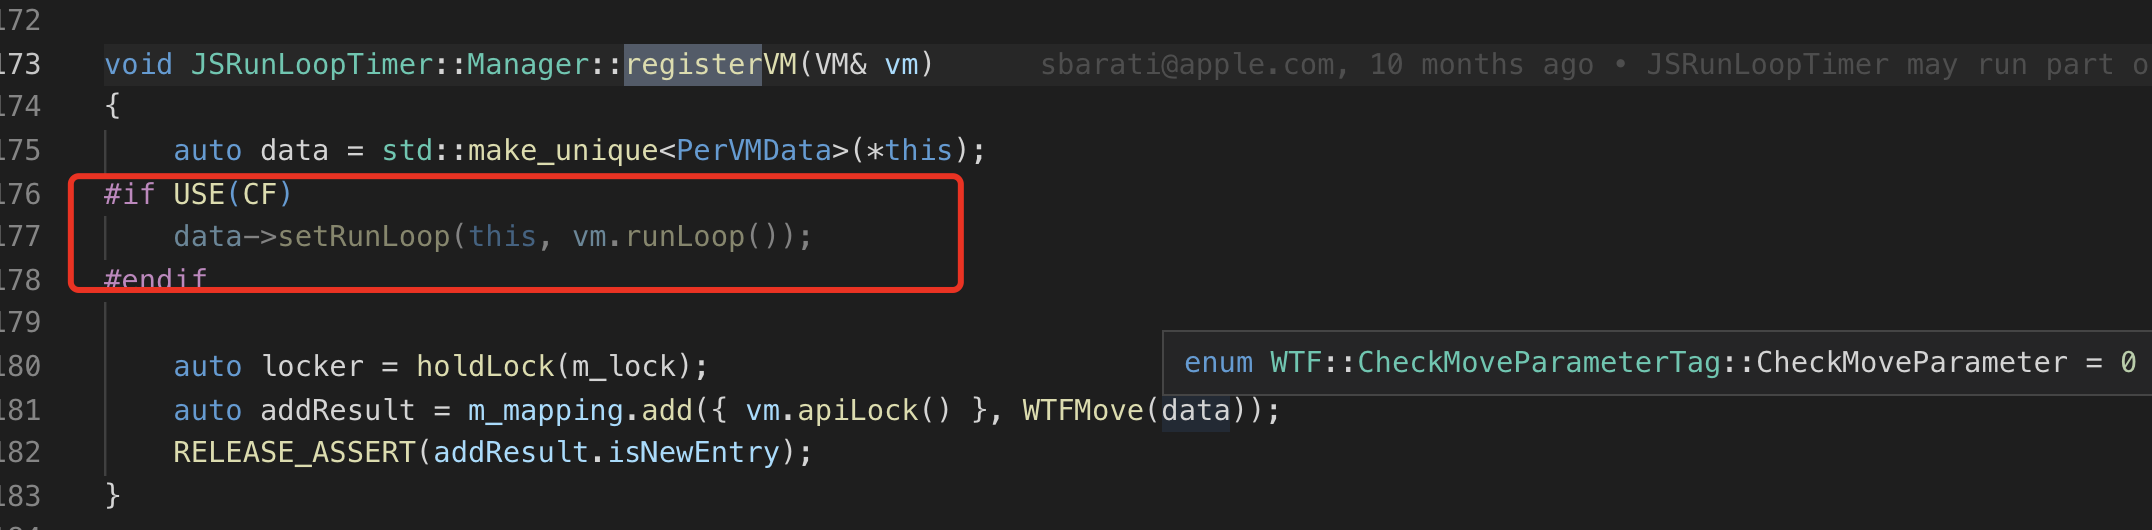 172
173 void JSRunLoopTimer::Manager::registerVM(VM& vm) sbarati@apple.com, 10 months ago • JSRunLoopTimer may run part o
174 {
175 auto data = std::make_unique<PerVMData>(*this);
176 #if USE(CF)
177 data->setRunLoop(this, vm.runLoop());
178 #endif
179
enum WTF::CheckMoveParameterTag::CheckMoveParameter = 0
180 auto locker = holdLock(m_lock);
181 auto addResult = m_mapping.add({ vm.apiLock() }, WTFMove(data));
182 RELEASE_ASSERT(addResult.isNewEntry);
183 }